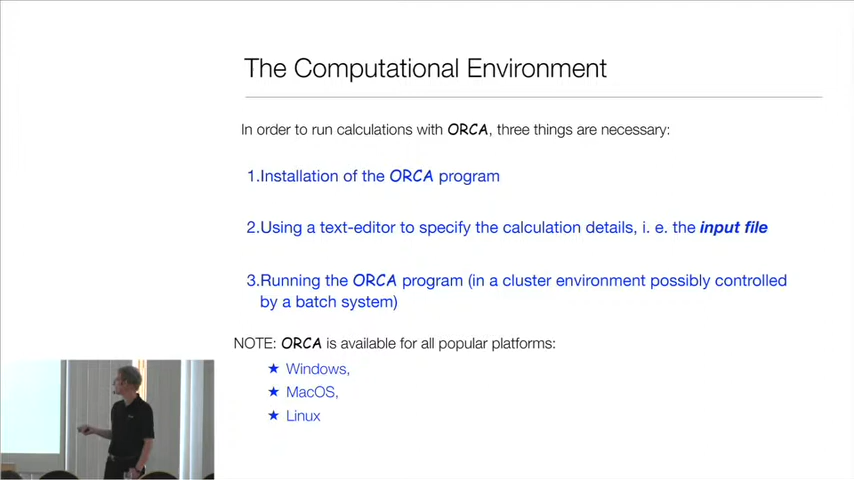 The Computational Environment
In order to run calculations with ORCA, three things are necessary:
1.Installation of the ORCA program
2.Using a text-editor to specify the calculation details, i. e. the input file
3.Running the ORCA program (in a cluster environment possibly controlled
by a batch system)
NOTE: ORCA is available for all popular platforms:
★ Windows,
★ MacOS,
★ Linux